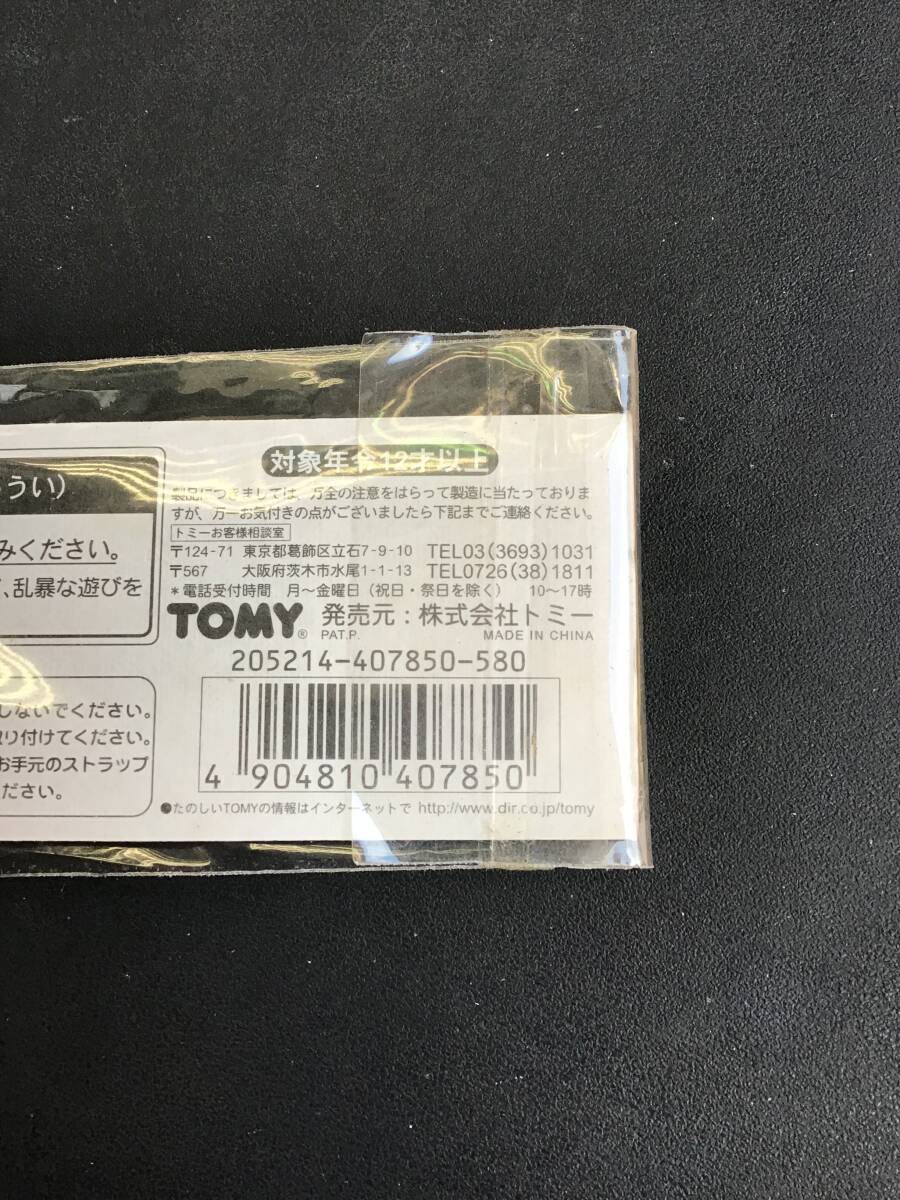 うい）
みください。
、乱暴な遊びを
しないでください。
り付けてください。
お手元のストラップ
ださい。
対象年令12才以上
製品につきましては、万全の注意をはらって製造に当たっておりま
すが、万一お気付きの点がございましたら下記までご連絡ください。
トミーお客様相談室
〒124-71 東京都葛飾区立石7-9-10 TEL03(3693)1031
〒567 大阪府茨木市水尾1-1-13 TEL0726(38)1811
*電話受付時間 月〜金曜日（祝日・祭日を除く） 10〜17時
TOMY® 発売元：株式会社トミー
PAT.P. MADE IN CHINA
205214-407850-580
4 904810 407850
●たのしいTOMYの情報はインターネットで http://www.dir.co.jp/tomy